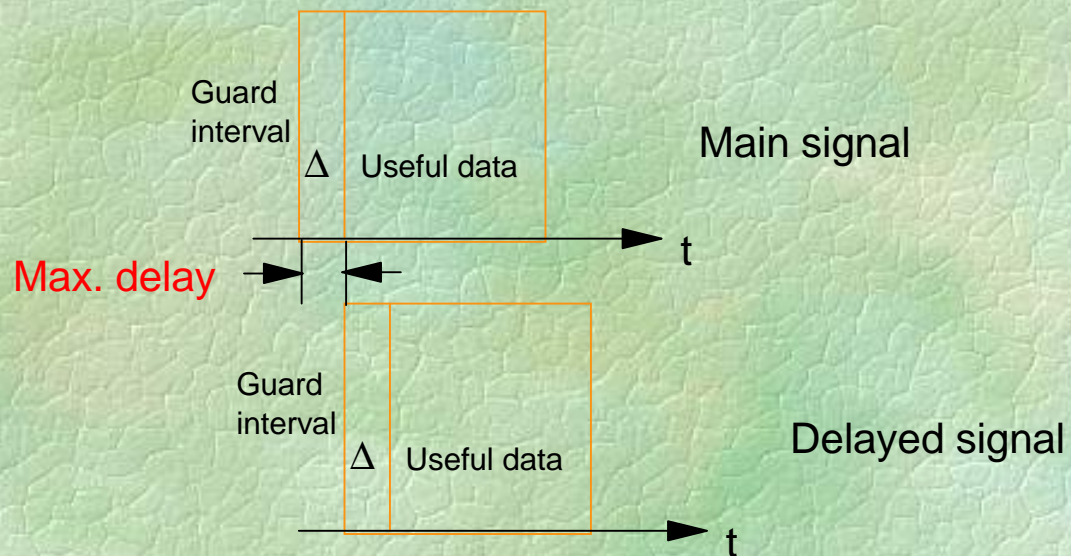 Guard
interval
Δ Useful data
Main signal
t
Max. delay
Guard
interval
Δ Useful data
Delayed signal
t